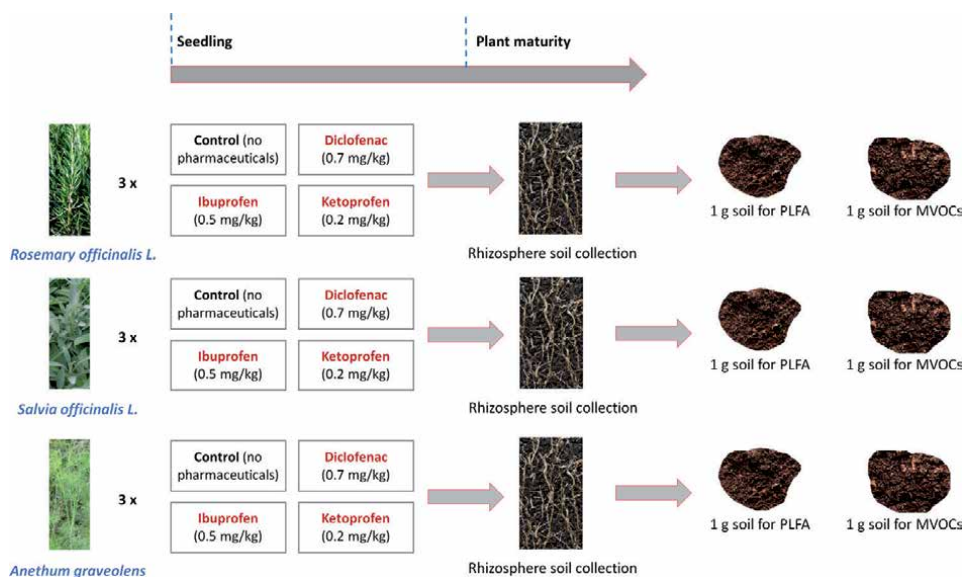 Seedling
Plant maturity
Control (no
pharmaceuticals)
Diclofenac
(0.7 mg/kg)
3 x
Ibuprofen
(0.5 mg/kg)
Ketoprofen
(0.2 mg/kg)
1 g soil for PLFA
1 g soil for MVOCs
Rosemary officinalis L.
Rhizosphere soil collection
Control (no
pharmaceuticals)
Diclofenac
(0.7 mg/kg)
3 x
Ibuprofen
(0.5 mg/kg)
Ketoprofen
(0.2 mg/kg)
1 g soil for PLFA
1 g soil for MVOCs
Salvia officinalis L.
Rhizosphere soil collection
Control (no
pharmaceuticals)
Diclofenac
(0.7 mg/kg)
3 x
Ibuprofen
(0.5 mg/kg)
Ketoprofen
(0.2 mg/kg)
1 g soil for PLFA
1 g soil for MVOCs
Anethum graveolens
Rhizosphere soil collection